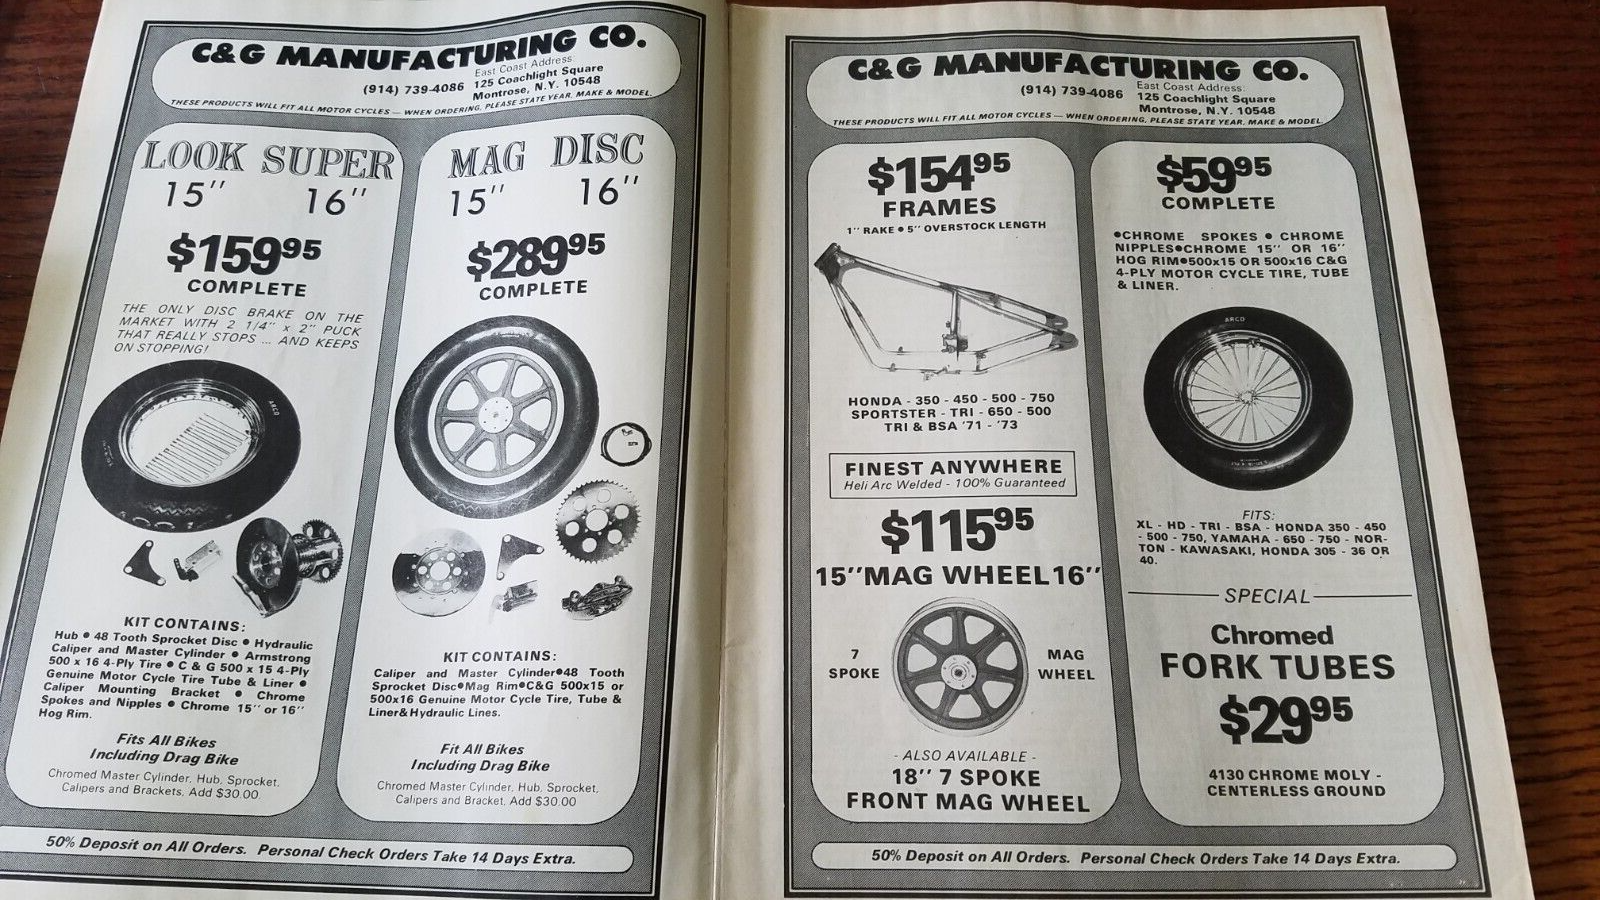 C&G MANUFACTURING CO.
(914) 739-4086
East Coast Address:
125 Coachlight Square
Montrose, N.Y. 10548
THESE PRODUCTS WILL FIT ALL MOTOR CYCLES — WHEN ORDERING, PLEASE STATE YEAR, MAKE & MODEL.
LOOK SUPER
15" 16"
$159.95
COMPLETE
THE ONLY DISC BRAKE ON THE
MARKET WITH 2 1/4" x 2" PUCK
THAT REALLY STOPS ... AND KEEPS
ON STOPPING!
ARCO
KIT CONTAINS:
Hub ● 48 Tooth Sprocket Disc ● Hydraulic
Caliper and Master Cylinder ● Armstrong
500 x 16 4-Ply Tire ● C & G 500 x 15 4-Ply
Genuine Motor Cycle Tire Tube & Liner ●
Caliper Mounting Bracket ● Chrome
Spokes and Nipples ● Chrome 15" or 16"
Hog Rim.
Fits All Bikes
Including Drag Bike
Chromed Master Cylinder, Hub, Sprocket,
Calipers and Brackets, Add $30.00.
MAG DISC
15" 16"
$289.95
COMPLETE
KIT CONTAINS:
Caliper and Master Cylinder●48 Tooth
Sprocket Disc●Mag Rim●C&G 500x15 or
500x16 Genuine Motor Cycle Tire, Tube &
Liner&Hydraulic Lines.
Fit All Bikes
Including Drag Bike
Chromed Master Cylinder, Hub, Sprocket,
Calipers and Bracket, Add $30.00
50% Deposit on All Orders. Personal Check Orders Take 14 Days Extra.
C&G MANUFACTURING CO.
(914) 739-4086
East Coast Address:
125 Coachlight Square
Montrose, N.Y. 10548
THESE PRODUCTS WILL FIT ALL MOTOR CYCLES — WHEN ORDERING, PLEASE STATE YEAR, MAKE & MODEL.
$154.95
FRAMES
1" RAKE ● 5" OVERSTOCK LENGTH
HONDA - 350 - 450 - 500 - 750
SPORTSTER - TRI - 650 - 500
TRI & BSA '71 - '73
FINEST ANYWHERE
Heli Arc Welded - 100% Guaranteed
$115.95
15"MAG WHEEL16"
7
SPOKE
MAG
WHEEL
- ALSO AVAILABLE -
18" 7 SPOKE
FRONT MAG WHEEL
$59.95
COMPLETE
●CHROME SPOKES ● CHROME
NIPPLES●CHROME 15" OR 16"
HOG RIM●500x15 OR 500x16 C&G
4-PLY MOTOR CYCLE TIRE, TUBE
& LINER.
ARCO
FITS:
XL - HD - TRI - BSA - HONDA 350 - 450
- 500 - 750, YAMAHA - 650 - 750 - NOR-
TON - KAWASAKI, HONDA 305 - 36 OR
40.
SPECIAL
Chromed
FORK TUBES
$29.95
4130 CHROME MOLY -
CENTERLESS GROUND
50% Deposit on All Orders. Personal Check Orders Take 14 Days Extra.